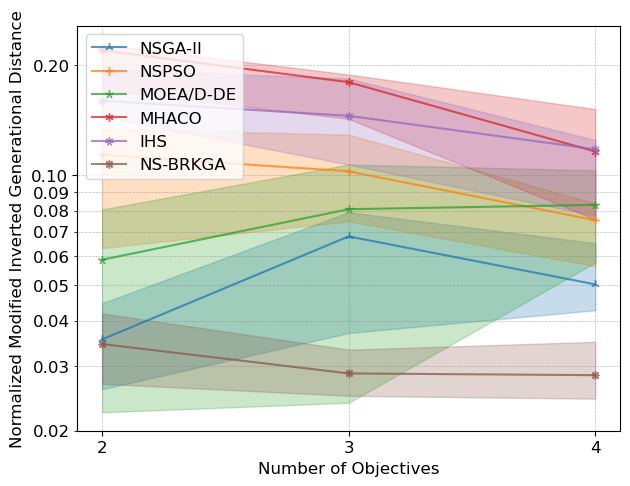 Normalized Modified Inverted Generational Distance
0.20
0.10
0.09
0.08
0.07
0.06
0.05
0.04
0.03
0.02
NSGA-II
NSPSO
MOEA/D-DE
MHACO
IHS
NS-BRKGA
2
3
4
Number of Objectives